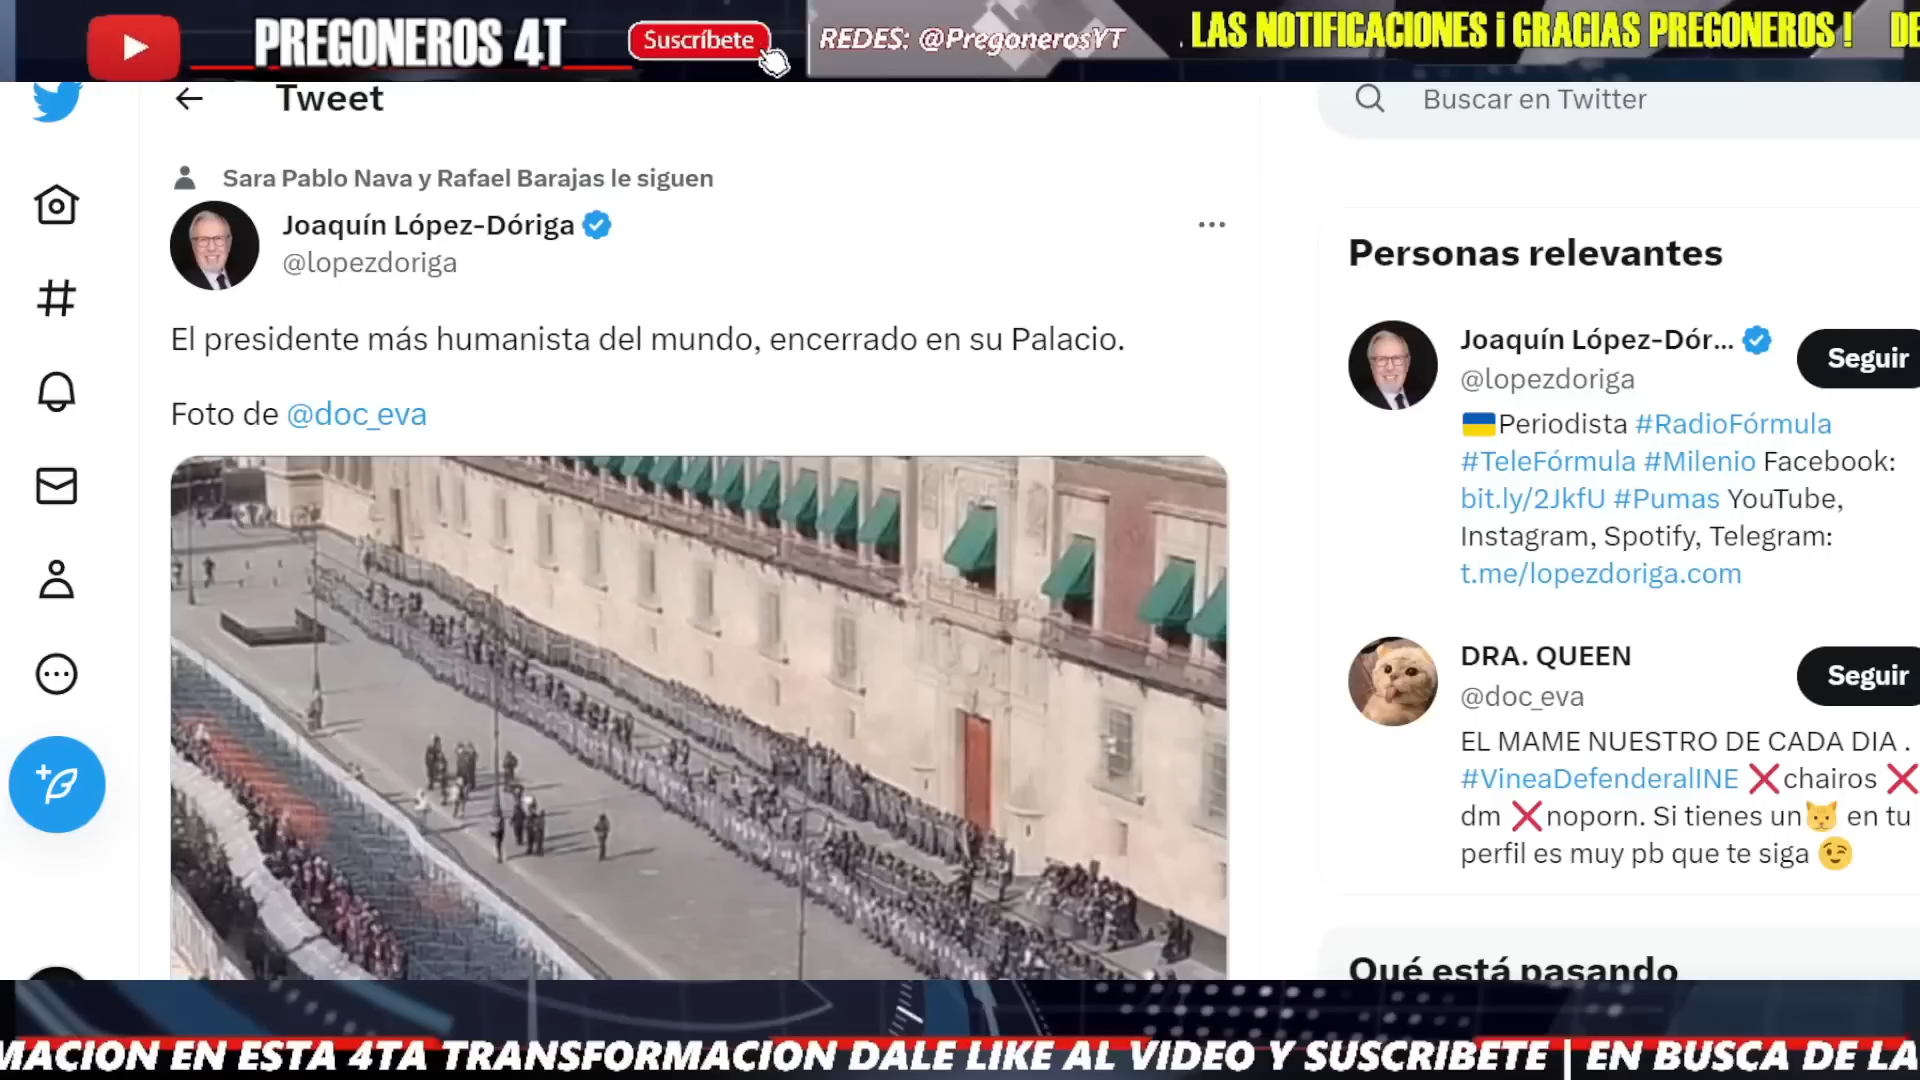 PREGONEROS 4T
Suscríbete
REDES: @PregonerosYT
LAS NOTIFICACIONES ¡ GRACIAS PREGONEROS ! DE
Tweet
Buscar en Twitter
Sara Pablo Nava y Rafael Barajas le siguen
Joaquín López-Dóriga
@lopezdoriga
El presidente más humanista del mundo, encerrado en su Palacio.
Foto de @doc_eva
Personas relevantes
Joaquín López-Dór...
Seguir
@lopezdoriga
Periodista #RadioFórmula
#TeleFórmula #Milenio Facebook:
bit.ly/2JkfU #Pumas YouTube,
Instagram, Spotify, Telegram:
t.me/lopezdoriga.com
DRA. QUEEN
Seguir
@doc_eva
EL MAME NUESTRO DE CADA DIA .
#VineaDefenderalINE ❌chairos ❌
dm ❌noporn. Si tienes un🐱 en tu
perfil es muy pb que te siga 😉
Qué está pasando
MACION EN ESTA 4TA TRANSFORMACION DALE LIKE AL VIDEO Y SUSCRIBETE | EN BUSCA DE LA